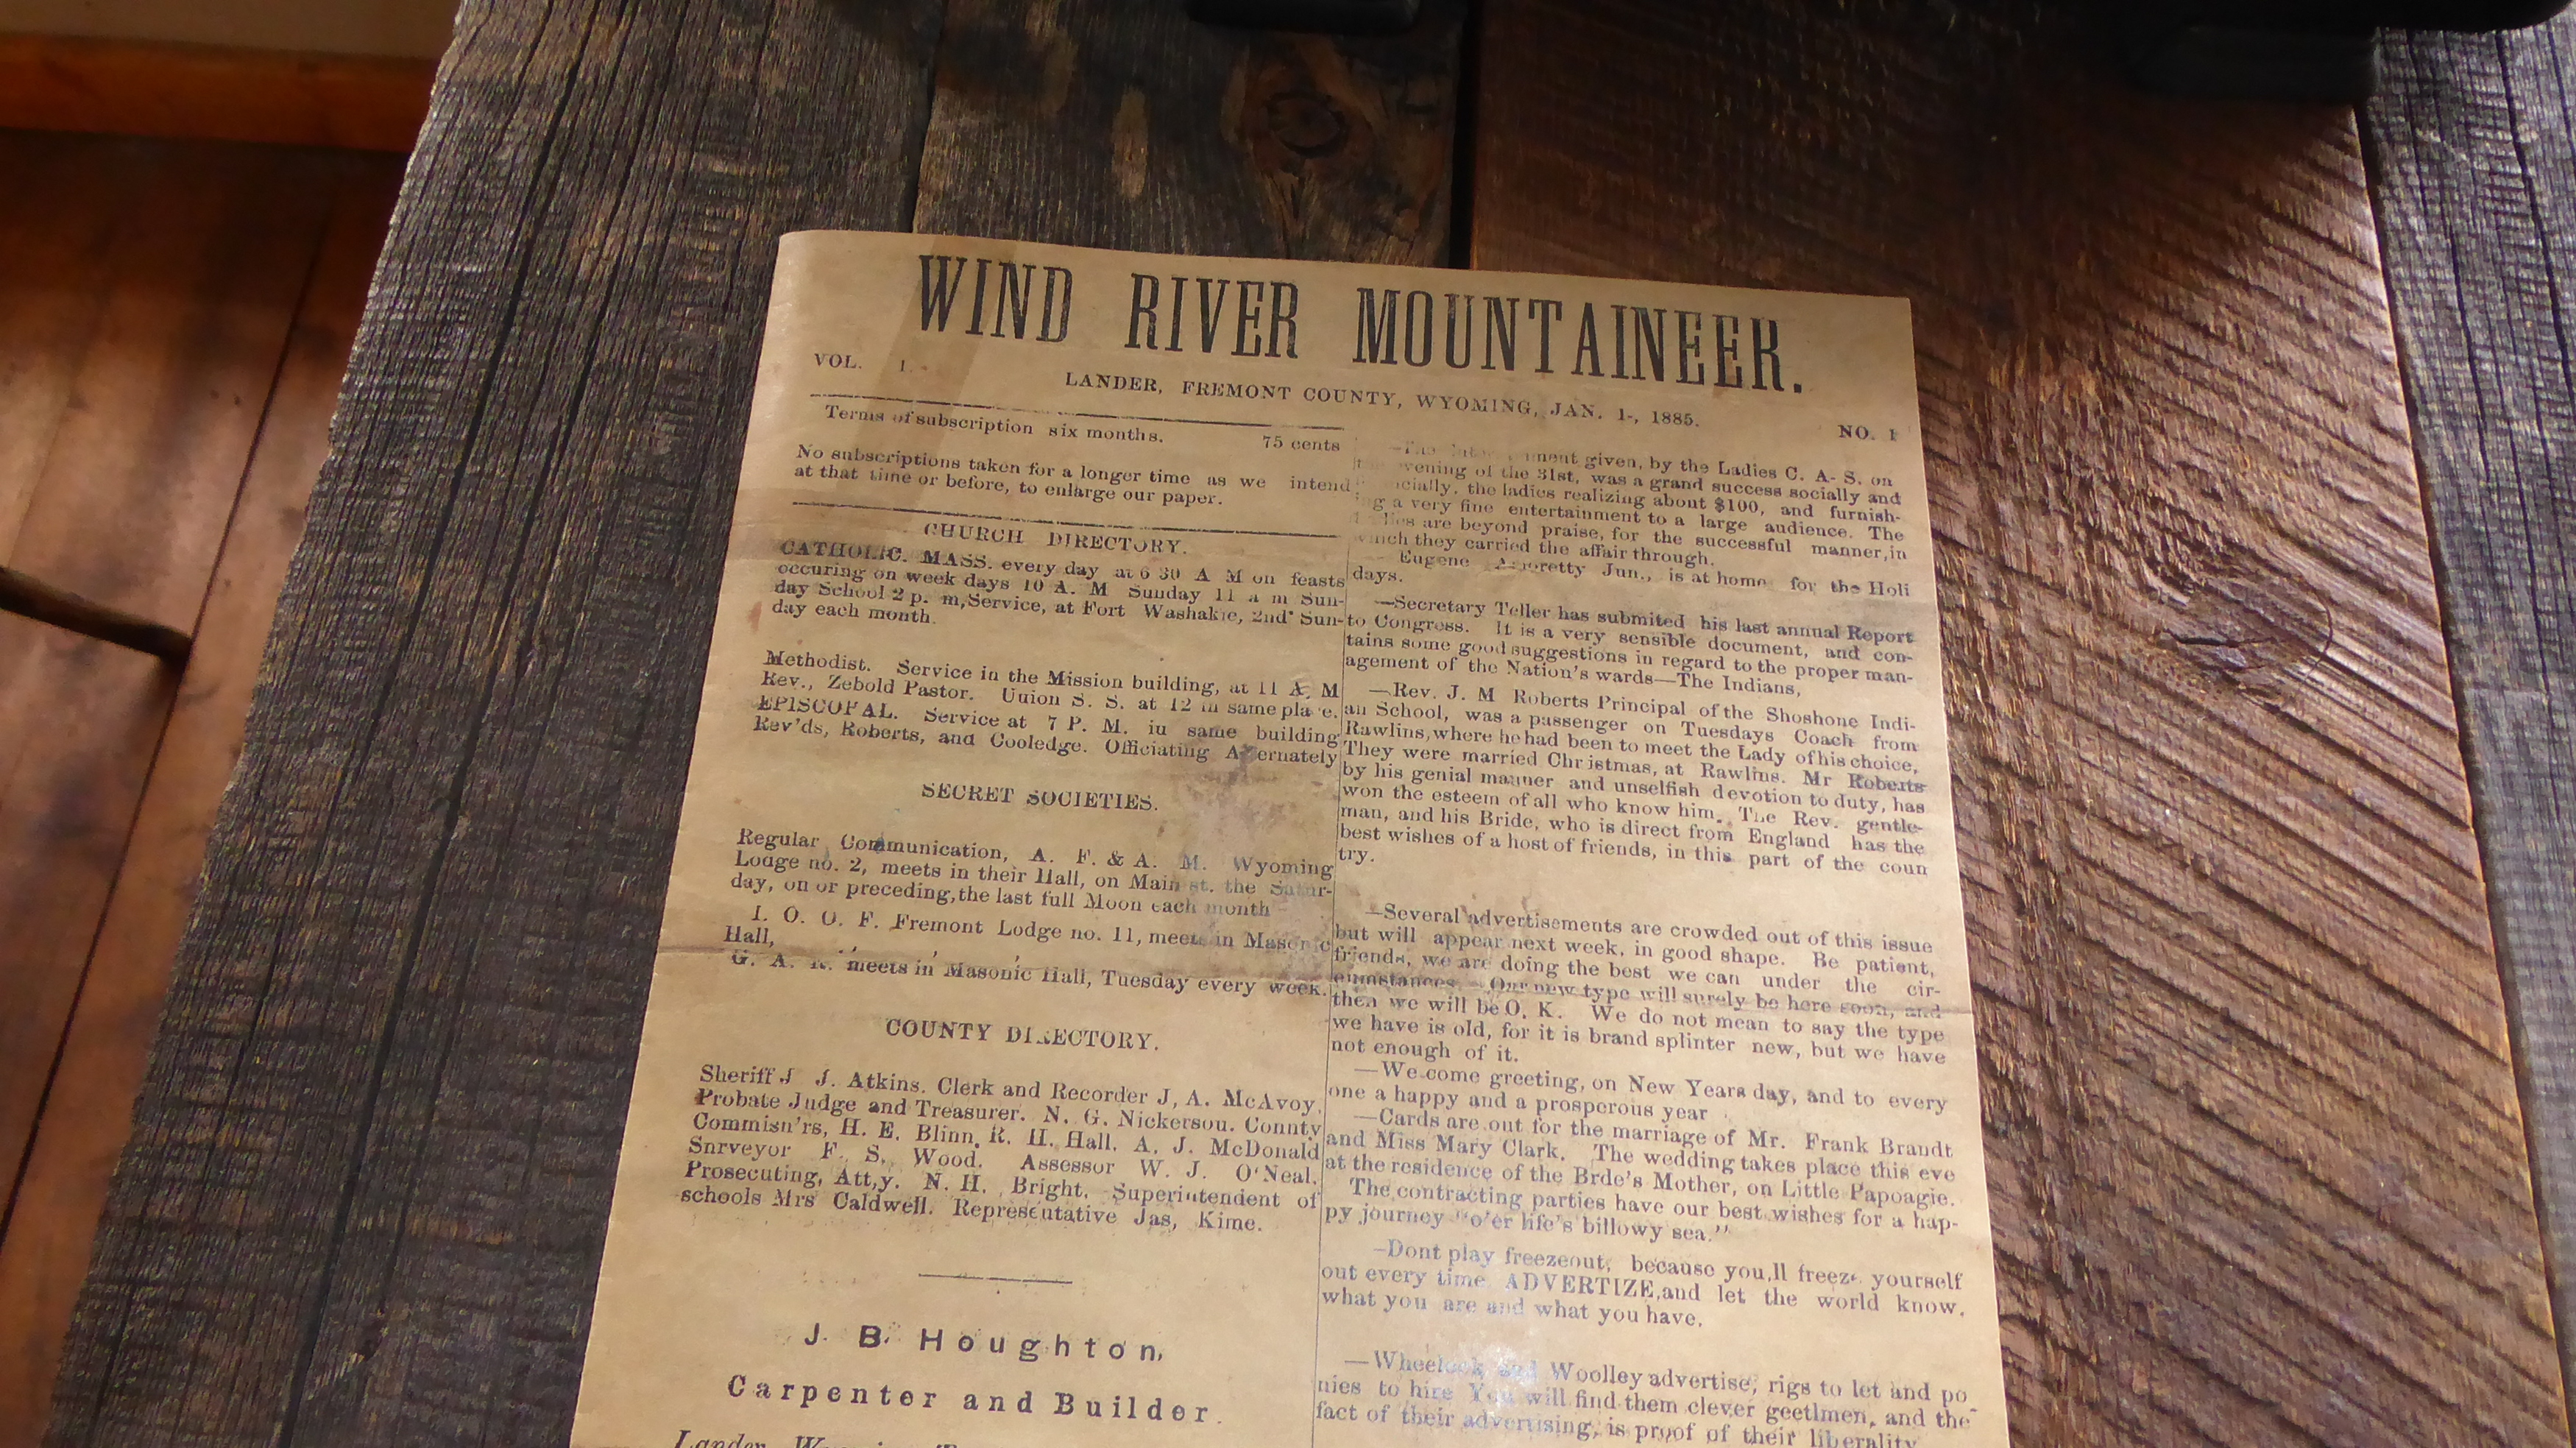 WIND RIVER MOUNTAINEER.
VOL. 1.
LANDER, FREMONT COUNTY, WYOMING, JAN. 1-, 1885.
NO. 1
Terms of subscription six months. 75 cents
No subscriptions taken for a longer time as we intend
at that time or before, to enlarge our paper.
CHURCH DIRECTORY.
CATHOLIC. MASS. every day at 6 30 A M on feasts
occuring on week days 10 A. M Sunday 11 a m Sun-
day School 2 p. m,Service, at Fort Washakie, 2nd Sun-
day each month.
Methodist. Service in the Mission building, at 11 A. M
Rev., Zebold Pastor. Union S. S. at 12 in same place.
EPISCOPAL. Service at 7 P. M. in same building
Rev'ds, Roberts, and Cooledge. Officiating A ernately
SECRET SOCIETIES.
Regular Communication, A. F. & A. M. Wyoming
Lodge no. 2, meets in their Hall, on Main st. the Satur-
day, on or preceding,the last full Moon each month
I. O. O. F. Fremont Lodge no. 11, meets in Masonic
Hall,
G. A. R. meets in Masonic Hall, Tuesday every week.
COUNTY DIRECTORY.
Sheriff J J. Atkins. Clerk and Recorder J, A. McAvoy.
Probate Judge and Treasurer. N. G. Nickerson. County
Commisn'rs, H. E. Blinn, R. H. Hall. A. J. McDonald
Snrveyor F. S. Wood. Assessor W. J. O'Neal.
Prosecuting, Att,y. N. H. Bright. Superintendent of
schools Mrs Caldwell. Representative Jas, Kime.
J. B. Houghton,
Carpenter and Builder.
Lander,
given, by the Ladies C. A- S. on
evening of the 31st, was a grand success socially and
the ladies realizing about $100, and furnish-
ing a very fine entertainment to a large audience. The
ladies are beyond praise, for the successful manner,in
which they carried the affair through.
Eugene Jun., is at home for the Holi
days.
—Secretary Teller has submited his last annual Report
to Congress. It is a very sensible document, and con-
tains some good suggestions in regard to the proper man-
agement of the Nation's wards—The Indians,
—Rev. J. M Roberts Principal of the Shoshone Indi-
an School, was a passenger on Tuesdays Coach from
Rawlins,where he had been to meet the Lady of his choice,
They were married Christmas, at Rawlins. Mr Roberts
by his genial manner and unselfish devotion to duty, has
won the esteem of all who know him. The Rev. gentle-
man, and his Bride, who is direct from England has the
best wishes of a host of friends, in this part of the coun
try.
—Several advertisements are crowded out of this issue
but will appear next week, in good shape. Be patient,
friends, we are doing the best we can under the cir-
cumstances. Our new type will surely be here soon, and
then we will be O. K. We do not mean to say the type
we have is old, for it is brand splinter new, but we have
not enough of it.
—We come greeting, on New Years day, and to every
one a happy and a prosperous year
—Cards are out for the marriage of Mr. Frank Brandt
and Miss Mary Clark. The wedding takes place this eve
at the residence of the Brde's Mother, on Little Papoagie.
The contracting parties have our best wishes for a hap-
py journey "o'er life's billowy sea."
-Dont play freezeout, because you,ll freeze yourself
out every time ADVERTIZE,and let the world know.
what you are and what you have.
—Wheelock and Woolley advertise, rigs to let and po-
nies to hire You will find them clever geetlmen, and the
fact of their advertising, is proof of their liberality